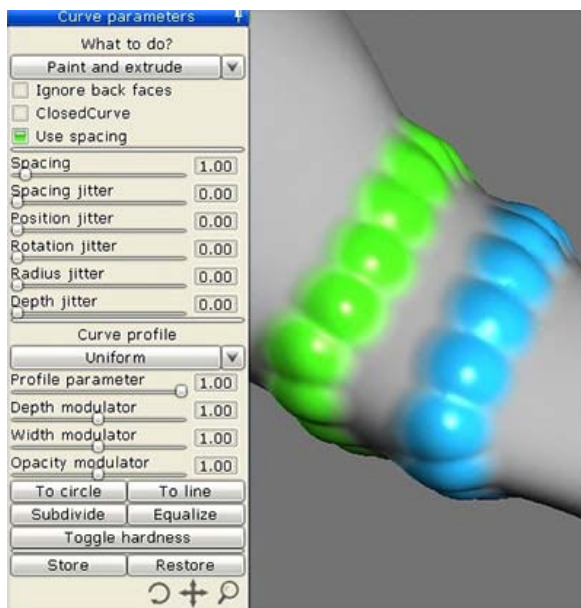 Curve parameters
What to do?
Paint and extrude
Ignore back faces
ClosedCurve
Use spacing
Spacing 1.00
Spacing jitter 0.00
Position jitter 0.00
Rotation jitter 0.00
Radius jitter 0.00
Depth jitter 0.00
Curve profile
Uniform
Profile parameter 1.00
Depth modulator 1.00
Width modulator 1.00
Opacity modulator 1.00
To circle To line
Subdivide Equalize
Toggle hardness
Store Restore